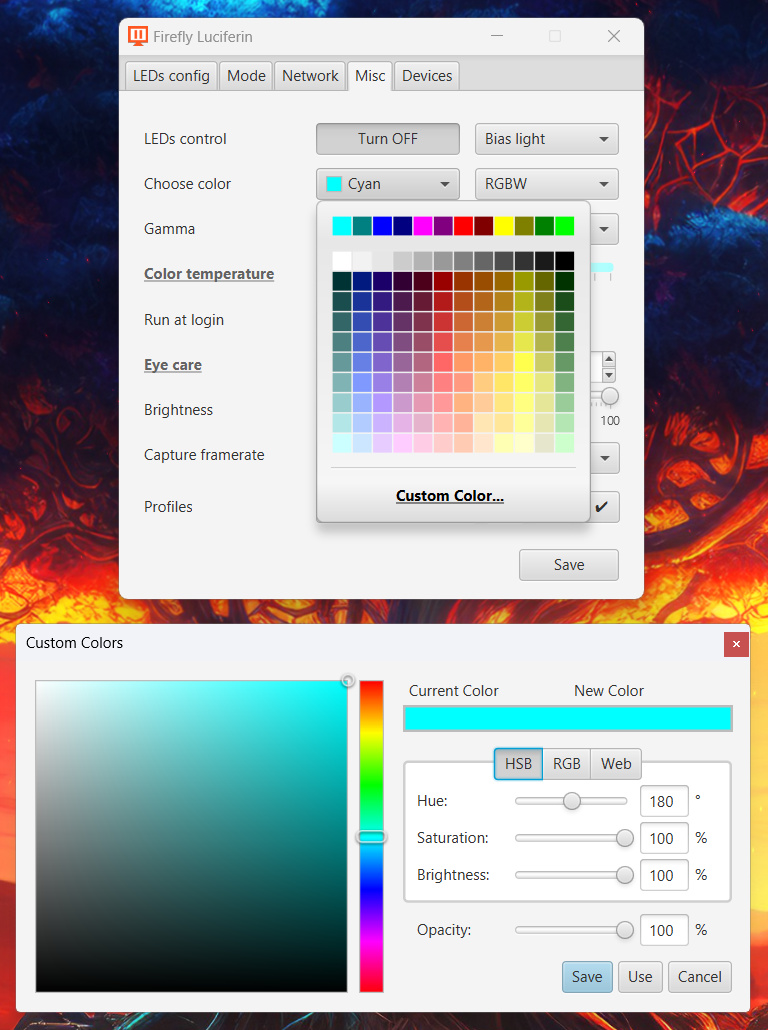 Firefly Luciferin
LEDs config Mode Network Misc Devices
LEDs control Turn OFF Bias light
Choose color Cyan RGBW
Gamma
Color temperature
Run at login
Eye care
Brightness
100
Capture framerate
Custom Color...
Profiles
Save
Custom Colors
Current Color New Color
HSB RGB Web
Hue: 180 °
Saturation: 100 %
Brightness: 100 %
Opacity: 100 %
Save Use Cancel